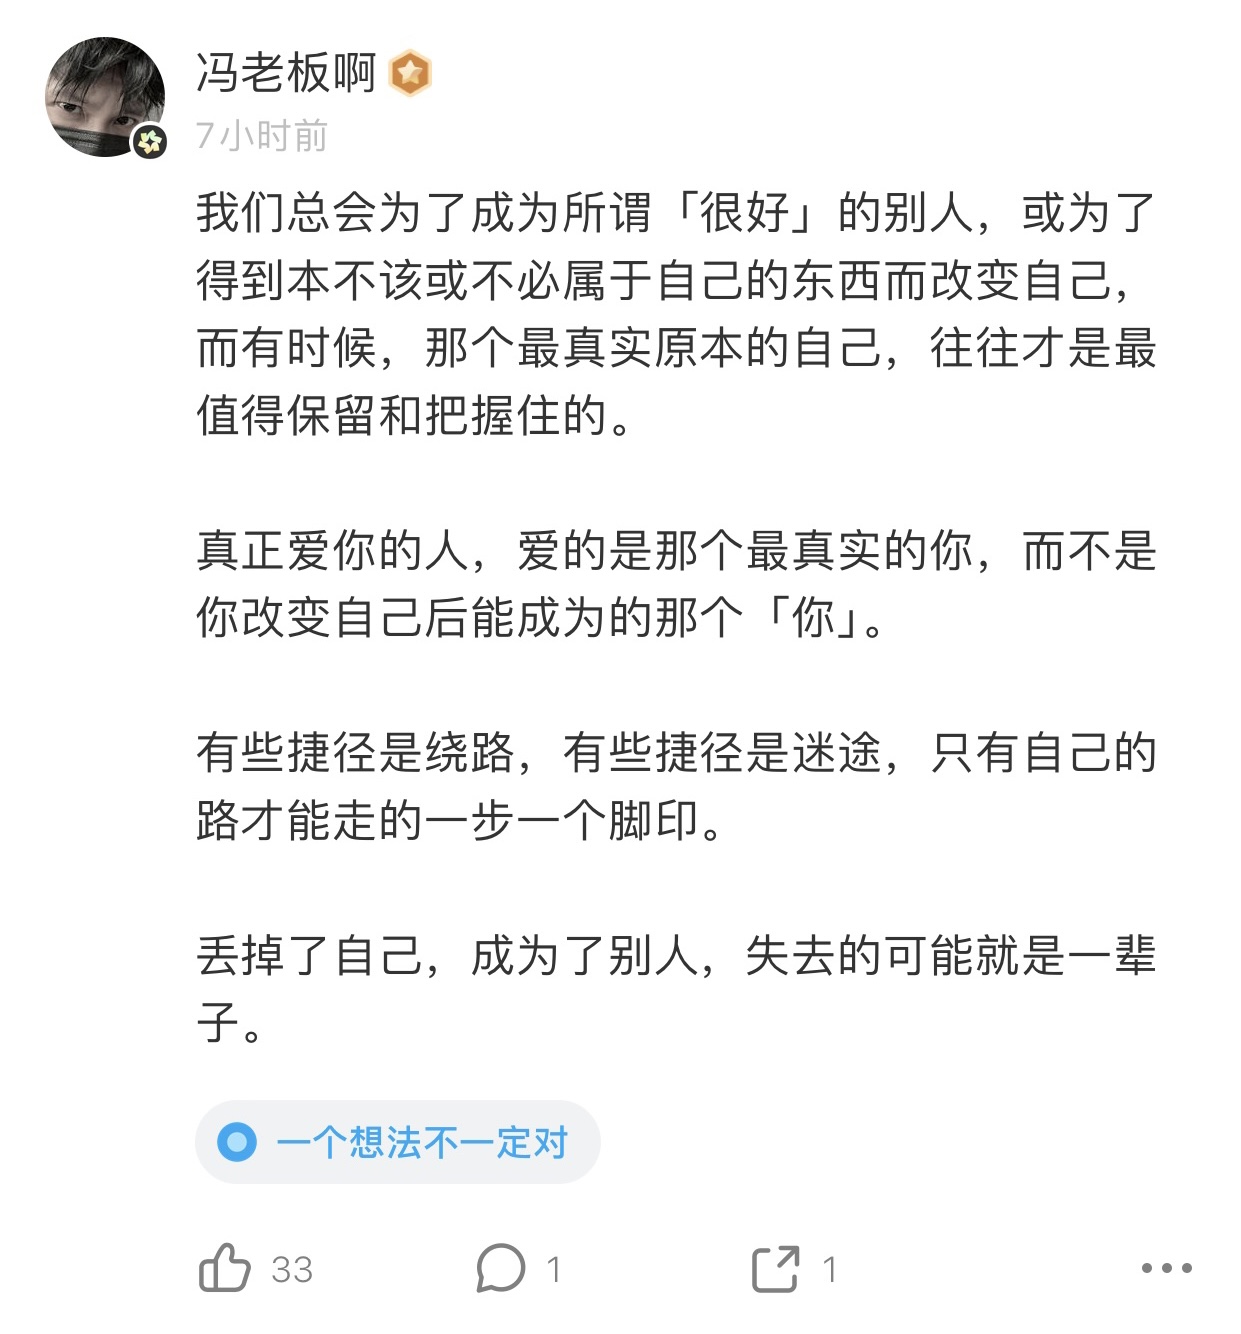 冯老板啊
7小时前
我们总会为了成为所谓「很好」的别人，或为了
得到本不该或不必属于自己的东西而改变自己，
而有时候，那个最真实原本的自己，往往才是最
值得保留和把握住的。
真正爱你的人，爱的是那个最真实的你，而不是
你改变自己后能成为的那个「你」。
有些捷径是绕路，有些捷径是迷途，只有自己的
路才能走的一步一个脚印。
丢掉了自己，成为了别人，失去的可能就是一辈
子。
一个想法不一定对
33
1
1